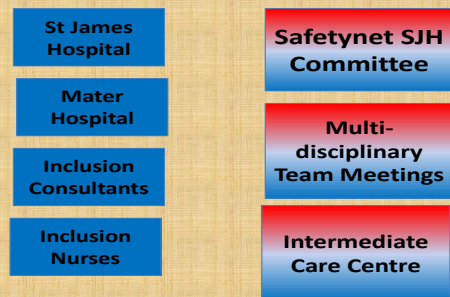 St James
Hospital
Mater
Hospital
Inclusion
Consultants
Inclusion
Nurses
Safetynet SJH
Committee
Multi-
disciplinary
Team Meetings
Intermediate
Care Centre